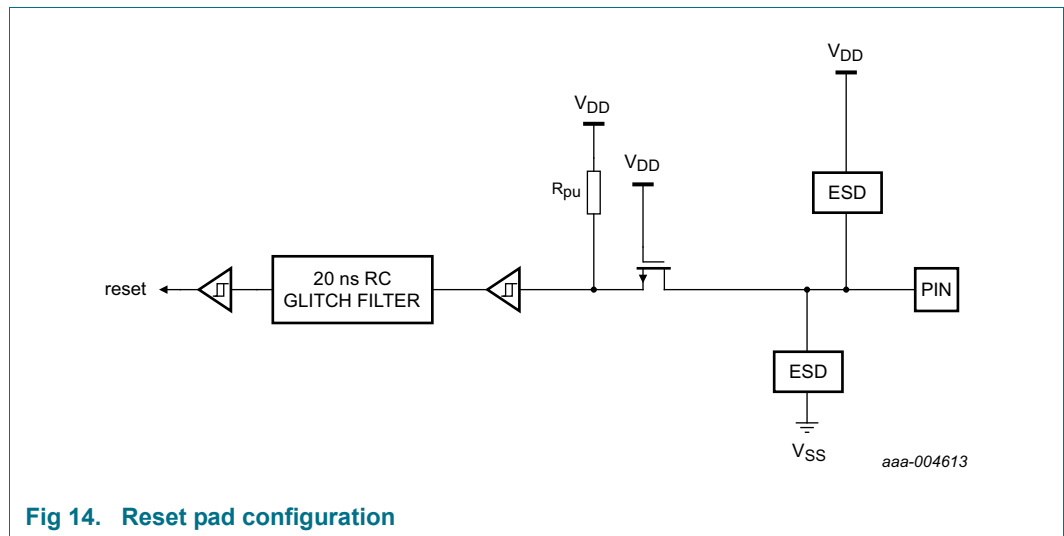 VDD
VDD
VDD
Rpu
ESD
reset
20 ns RC
GLITCH FILTER
PIN
ESD
VSS
aaa-004613
Fig 14. Reset pad configuration